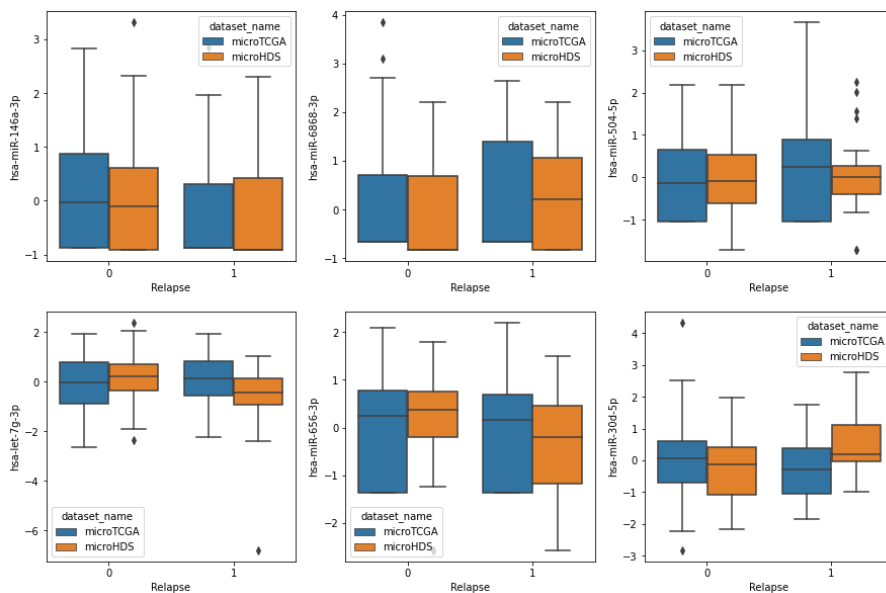 dataset_name
microTCGA
microHDS
3
2
1
0
−1
hsa-miR-146a-3p
0
1
Relapse
dataset_name
microTCGA
microHDS
4
3
2
1
0
−1
hsa-miR-6868-3p
0
1
Relapse
dataset_name
microTCGA
microHDS
3
2
1
0
−1
hsa-miR-504-5p
0
1
Relapse
2
0
−2
−4
−6
hsa-let-7g-3p
dataset_name
microTCGA
microHDS
0
1
Relapse
2
1
0
−1
−2
hsa-miR-656-3p
dataset_name
microTCGA
microHDS
0
1
Relapse
dataset_name
microTCGA
microHDS
4
3
2
1
0
−1
−2
−3
hsa-miR-30d-5p
0
1
Relapse